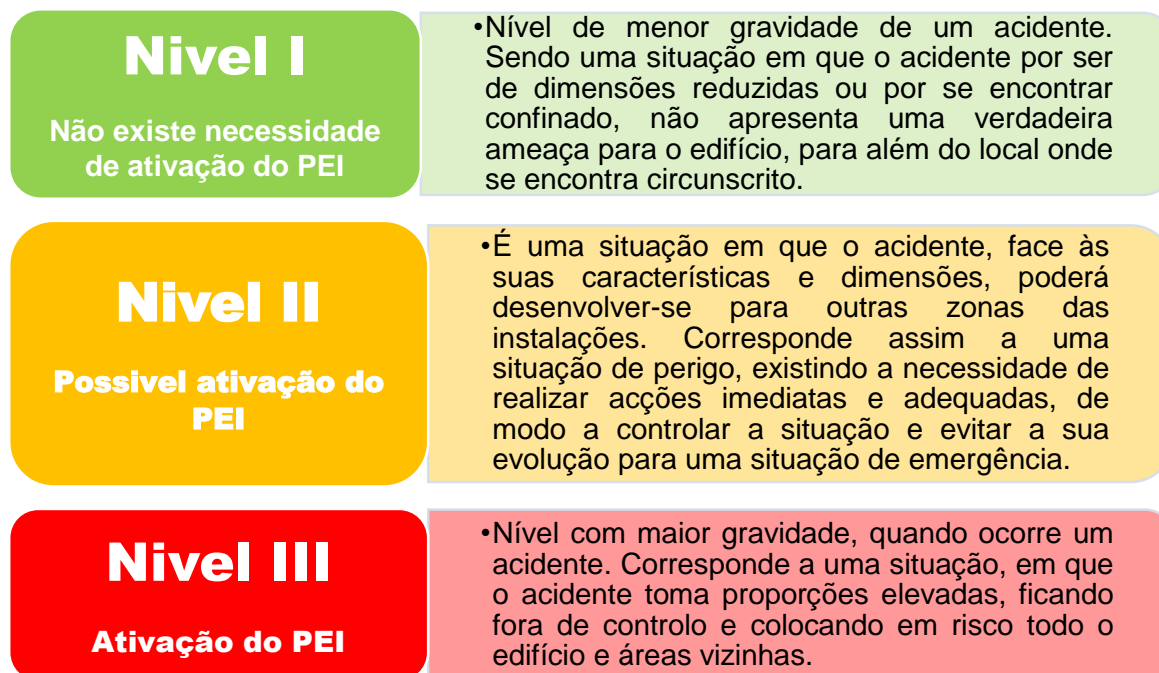 Nivel I
Não existe necessidade
de ativação do PEI
•Nível de menor gravidade de um acidente.
Sendo uma situação em que o acidente por ser
de dimensões reduzidas ou por se encontrar
confinado, não apresenta uma verdadeira
ameaça para o edifício, para além do local onde
se encontra circunscrito.
Nivel II
Possivel ativação do
PEI
•É uma situação em que o acidente, face às
suas características e dimensões, poderá
desenvolver-se para outras zonas das
instalações. Corresponde assim a uma
situação de perigo, existindo a necessidade de
realizar acções imediatas e adequadas, de
modo a controlar a situação e evitar a sua
evolução para uma situação de emergência.
Nivel III
Ativação do PEI
•Nível com maior gravidade, quando ocorre um
acidente. Corresponde a uma situação, em que
o acidente toma proporções elevadas, ficando
fora de controlo e colocando em risco todo o
edifício e áreas vizinhas.